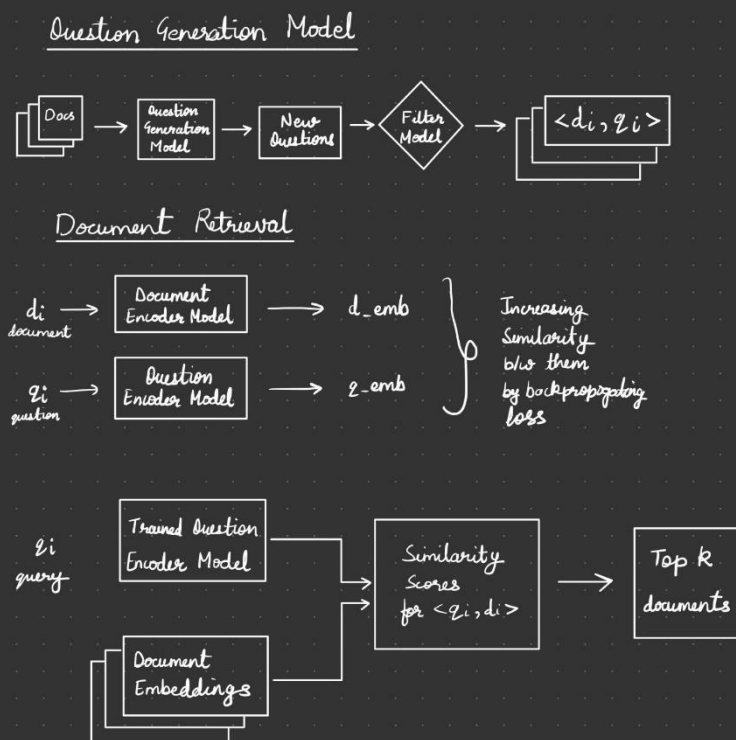 Question Generation Model
Docs
Question
Generation
Model
New
Questions
Filter
Model
<di, qi>
Document Retrieval
di
document
Document
Encoder Model
d_emb
qi
question
Question
Encoder Model
q_emb
Increasing
Similarity
b/w them
by backpropagating
loss
qi
query
Trained Question
Encoder Model
Document
Embeddings
Similarity
Scores
for <qi, di>
Top k
documents